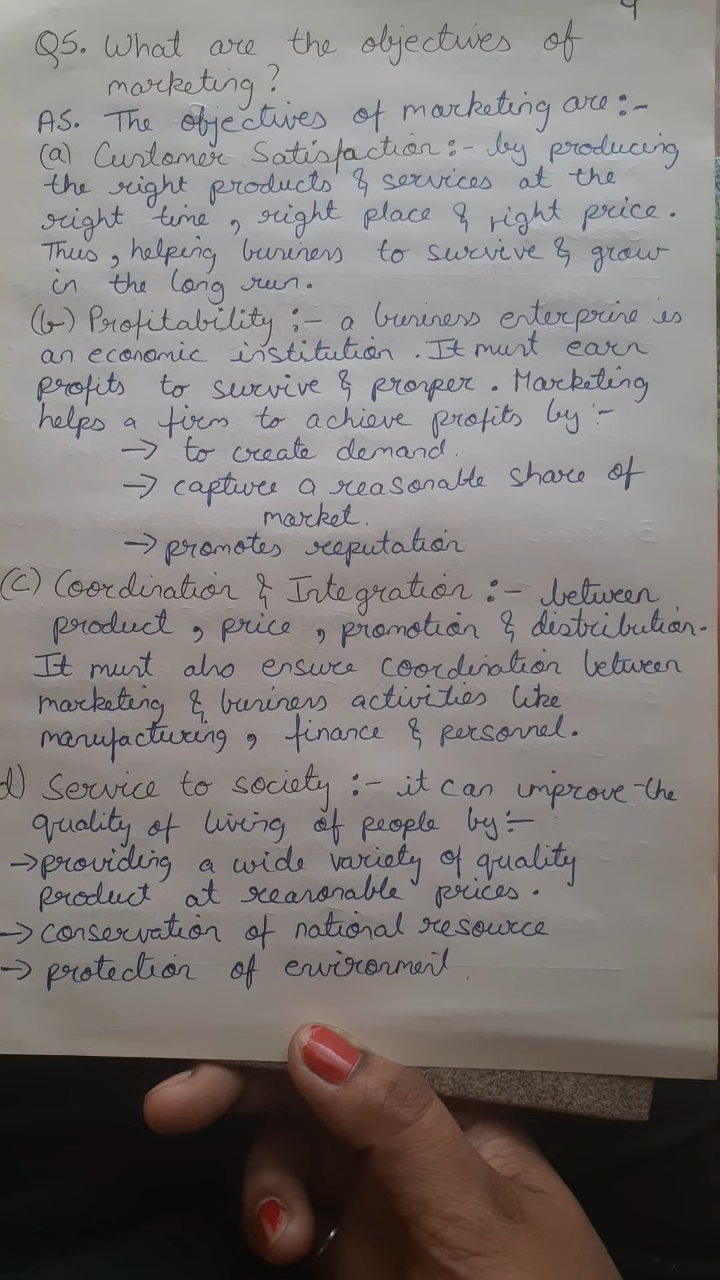 9
Q5. What are the objectives of
marketing?
A5. The objectives of marketing are:-
(a) Customer Satisfaction:- by producing
the right products & services at the
right time, right place & right price.
Thus, helping business to survive & grow
in the long run.
(b) Profitability:- a business enterprise is
an economic institution. It must earn
profits to survive & prosper. Marketing
helps a firm to achieve profits by:-
→ to create demand.
→ capture a reasonable share of
market.
→ promotes reputation
(C) Coordination & Integration:- between
product, price, promotion & distribution.
It must also ensure coordination between
marketing & business activities like
manufacturing, finance & personnel.
d) Service to society:- it can improve the
quality of living of people by:-
→ providing a wide variety of quality
product at reasonable prices.
→ conservation of national resource
→ protection of environment.